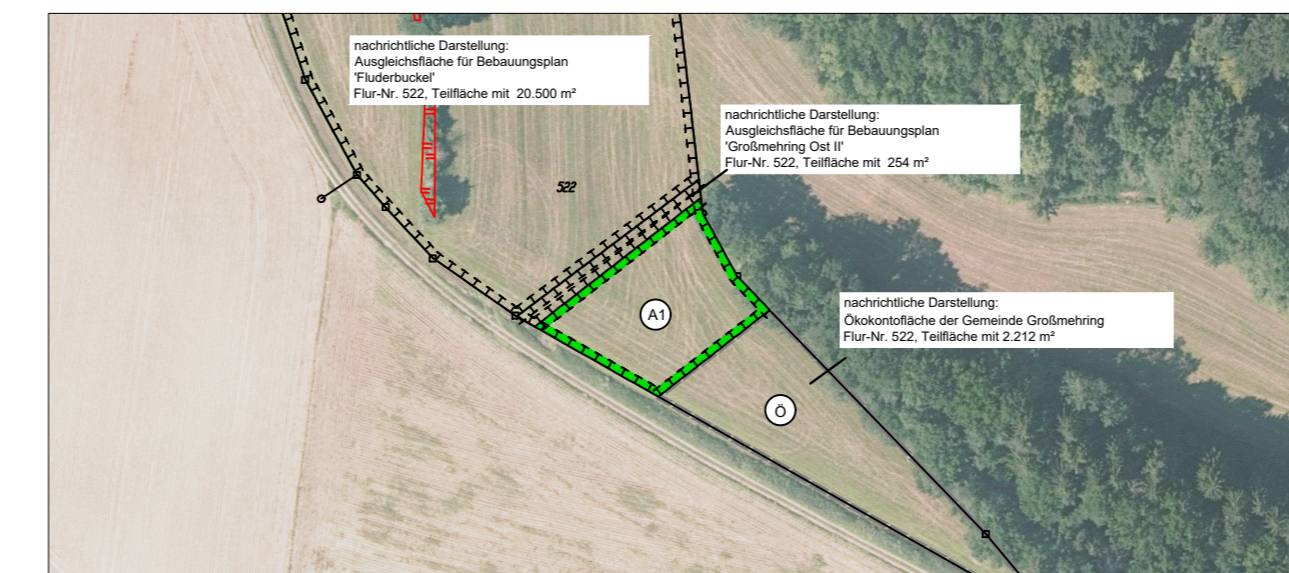 nachrichtliche Darstellung:
Ausgleichsfläche für Bebauungsplan
'Fluderbuckel'
Flur-Nr. 522, Teilfläche mit 20.500 m²
nachrichtliche Darstellung:
Ausgleichsfläche für Bebauungsplan
'Großmehring Ost II'
Flur-Nr. 522, Teilfläche mit 254 m²
522
nachrichtliche Darstellung:
Ökokontofläche der Gemeinde Großmehring
Flur-Nr. 522, Teilfläche mit 2.212 m²
A1
Ö